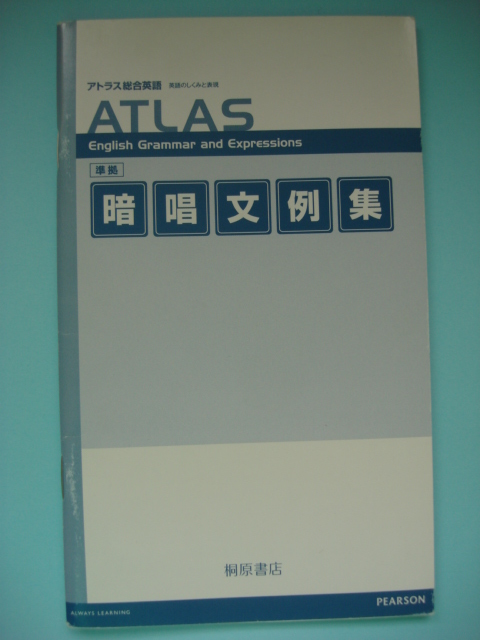 アトラス総合英語 英語のしくみと表現
ATLAS
English Grammar and Expressions
準拠
暗唱文例集
桐原書店
PEARSON
ALWAYS LEARNING